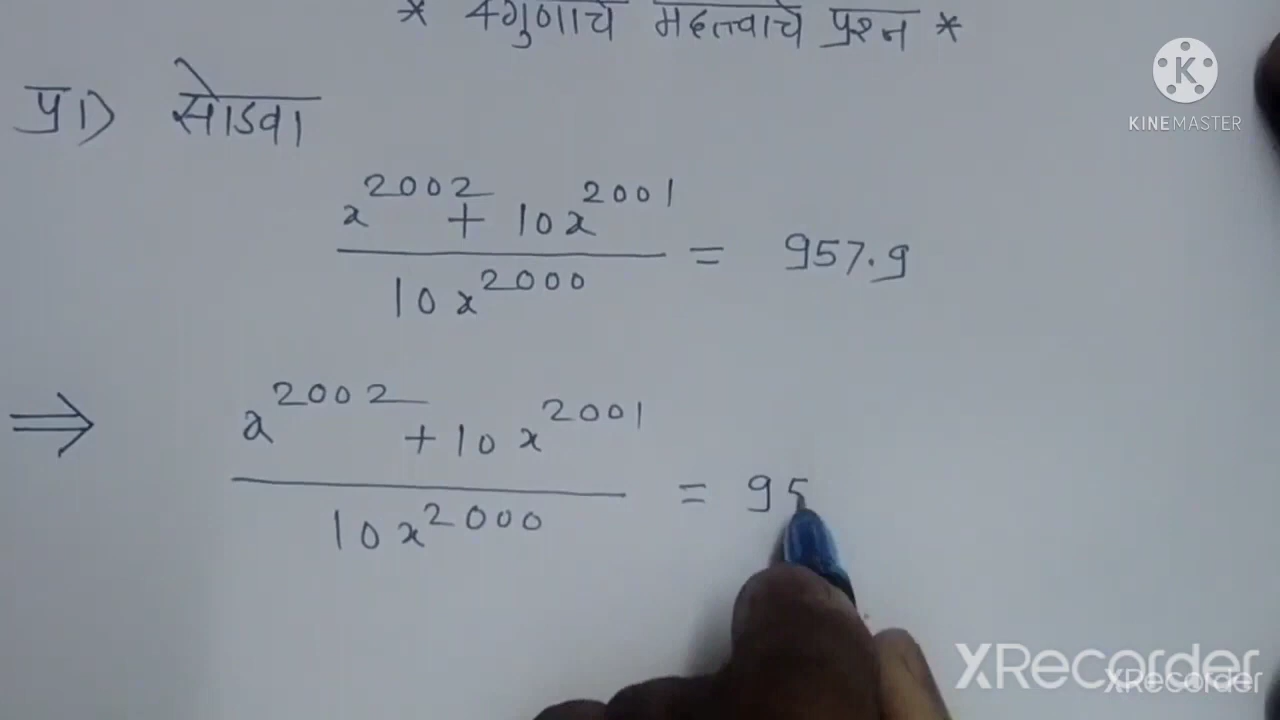 * 4गुणांचे महत्वाचे प्रश्न *
प्र1) सोडवा
x^2002 + 10x^2001
———————— = 957.9
10x^2000
⇒ x^2002 + 10x^2001
———————— = 95
10x^2000
K
KINEMASTER
XRecorder
XRecorder